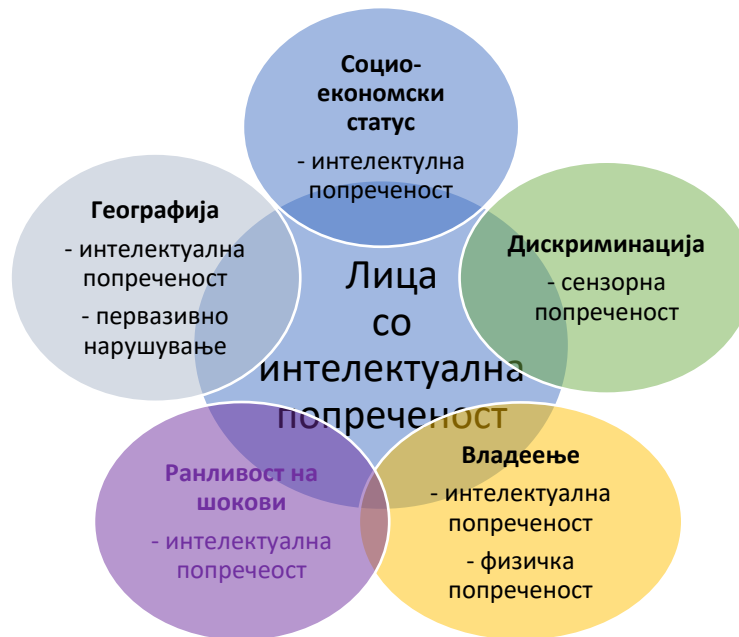 Социо-
економски
статус
- интелектулна
попреченост
Географија
- интелектуална
попреченост
- первазивно
нарушување
Дискриминација
- сензорна
попреченост
Лица
со
интелектуална
попреченост
Ранливост на
шокови
- интелектуална
попречеост
Владеење
- интелектуална
попреченост
- физичка
попреченост